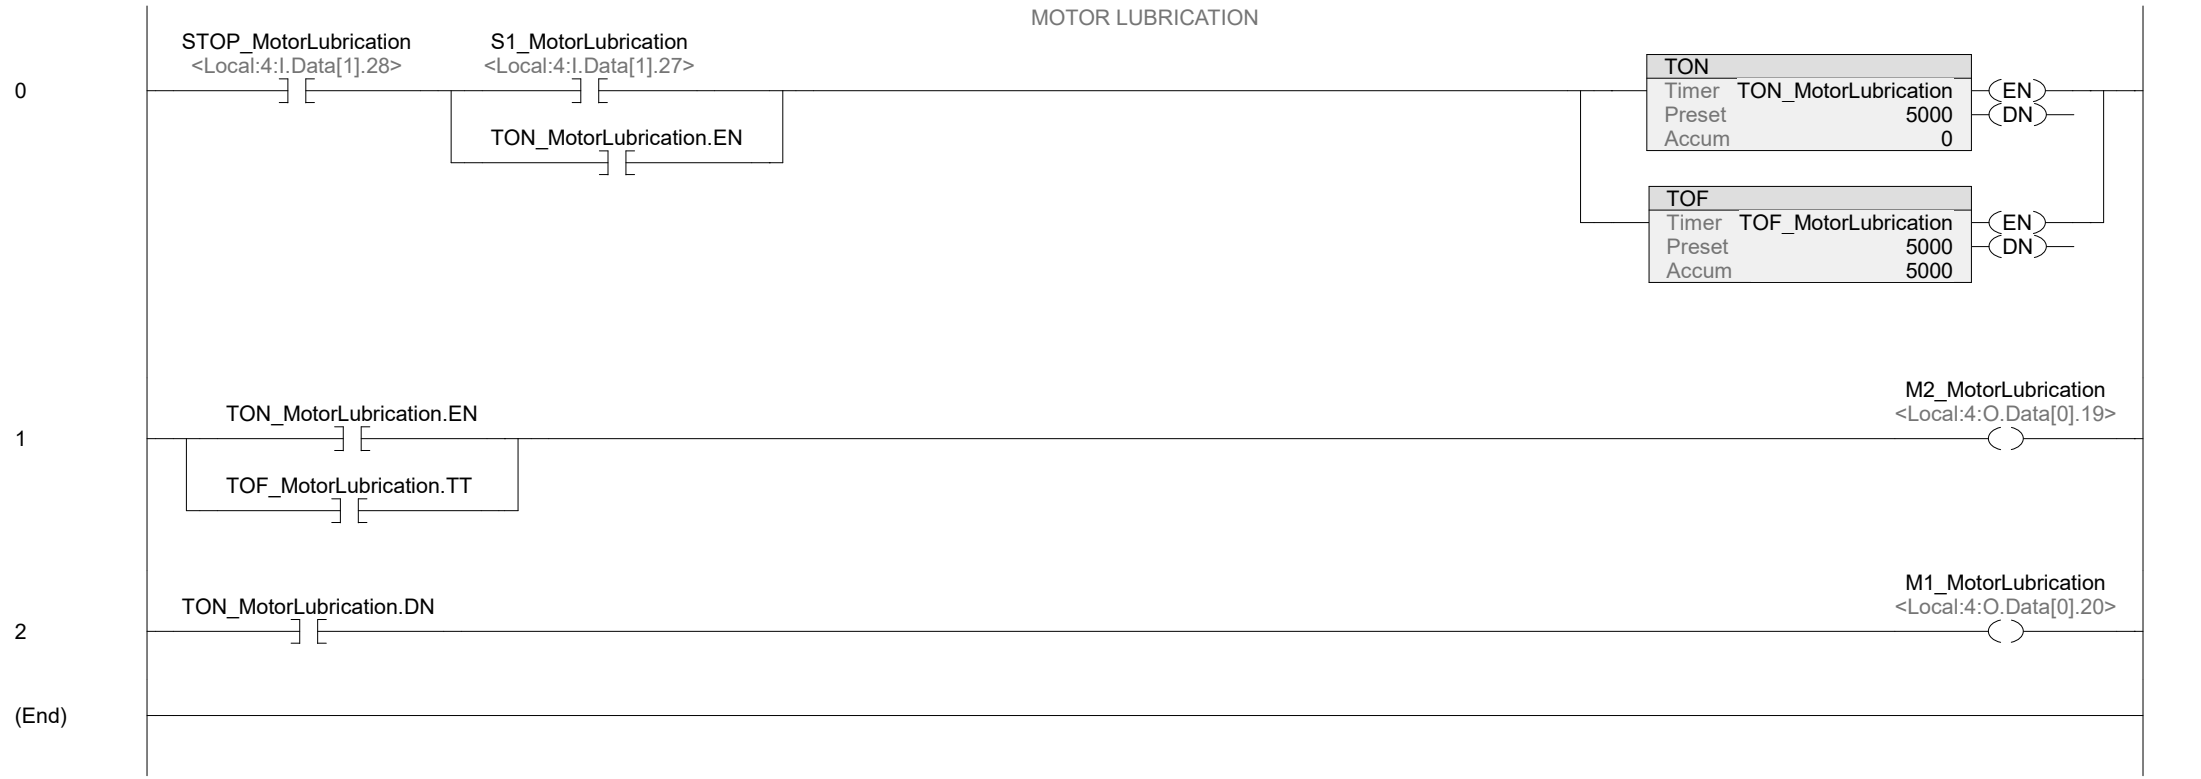 MOTOR LUBRICATION
STOP_MotorLubrication
<Local:4:I.Data[1].28>
S1_MotorLubrication
<Local:4:I.Data[1].27>
0
TON_MotorLubrication.EN
TON
Timer TON_MotorLubrication
Preset 5000
Accum 0
EN
DN
TOF
Timer TOF_MotorLubrication
Preset 5000
Accum 5000
EN
DN
1
TON_MotorLubrication.EN
TOF_MotorLubrication.TT
M2_MotorLubrication
<Local:4:O.Data[0].19>
2
TON_MotorLubrication.DN
M1_MotorLubrication
<Local:4:O.Data[0].20>
(End)